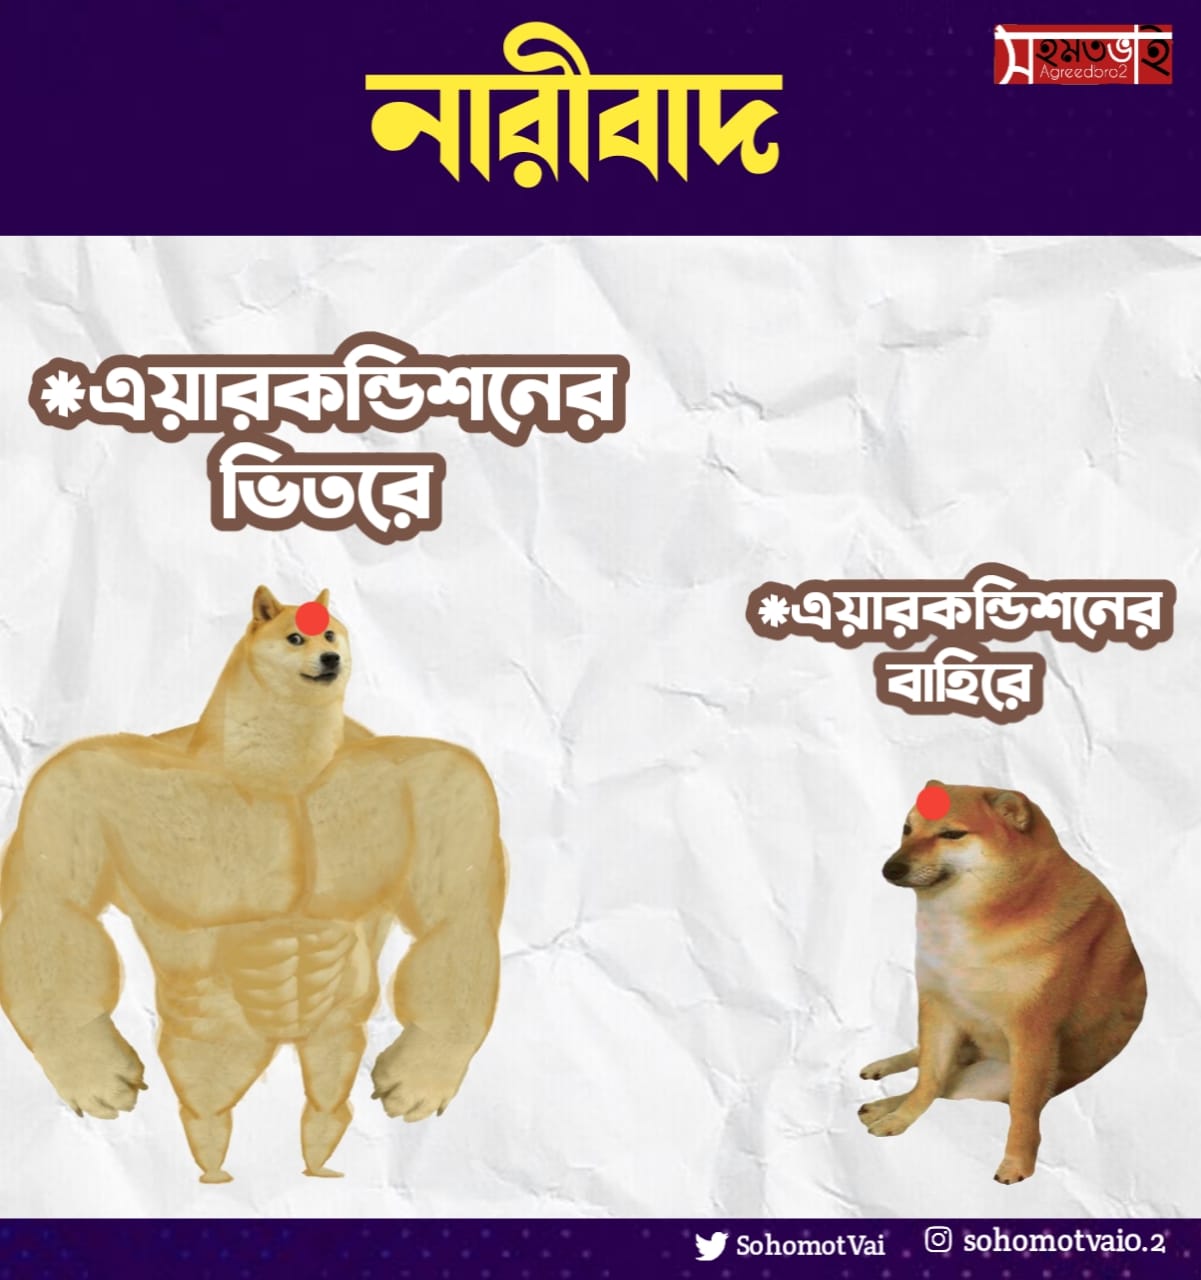 নারীবাদ
সহমতভাই
Agreedbro2
*এয়ারকন্ডিশনের
ভিতরে
*এয়ারকন্ডিশনের
বাহিরে
SohomotVai
sohomotvaio.2